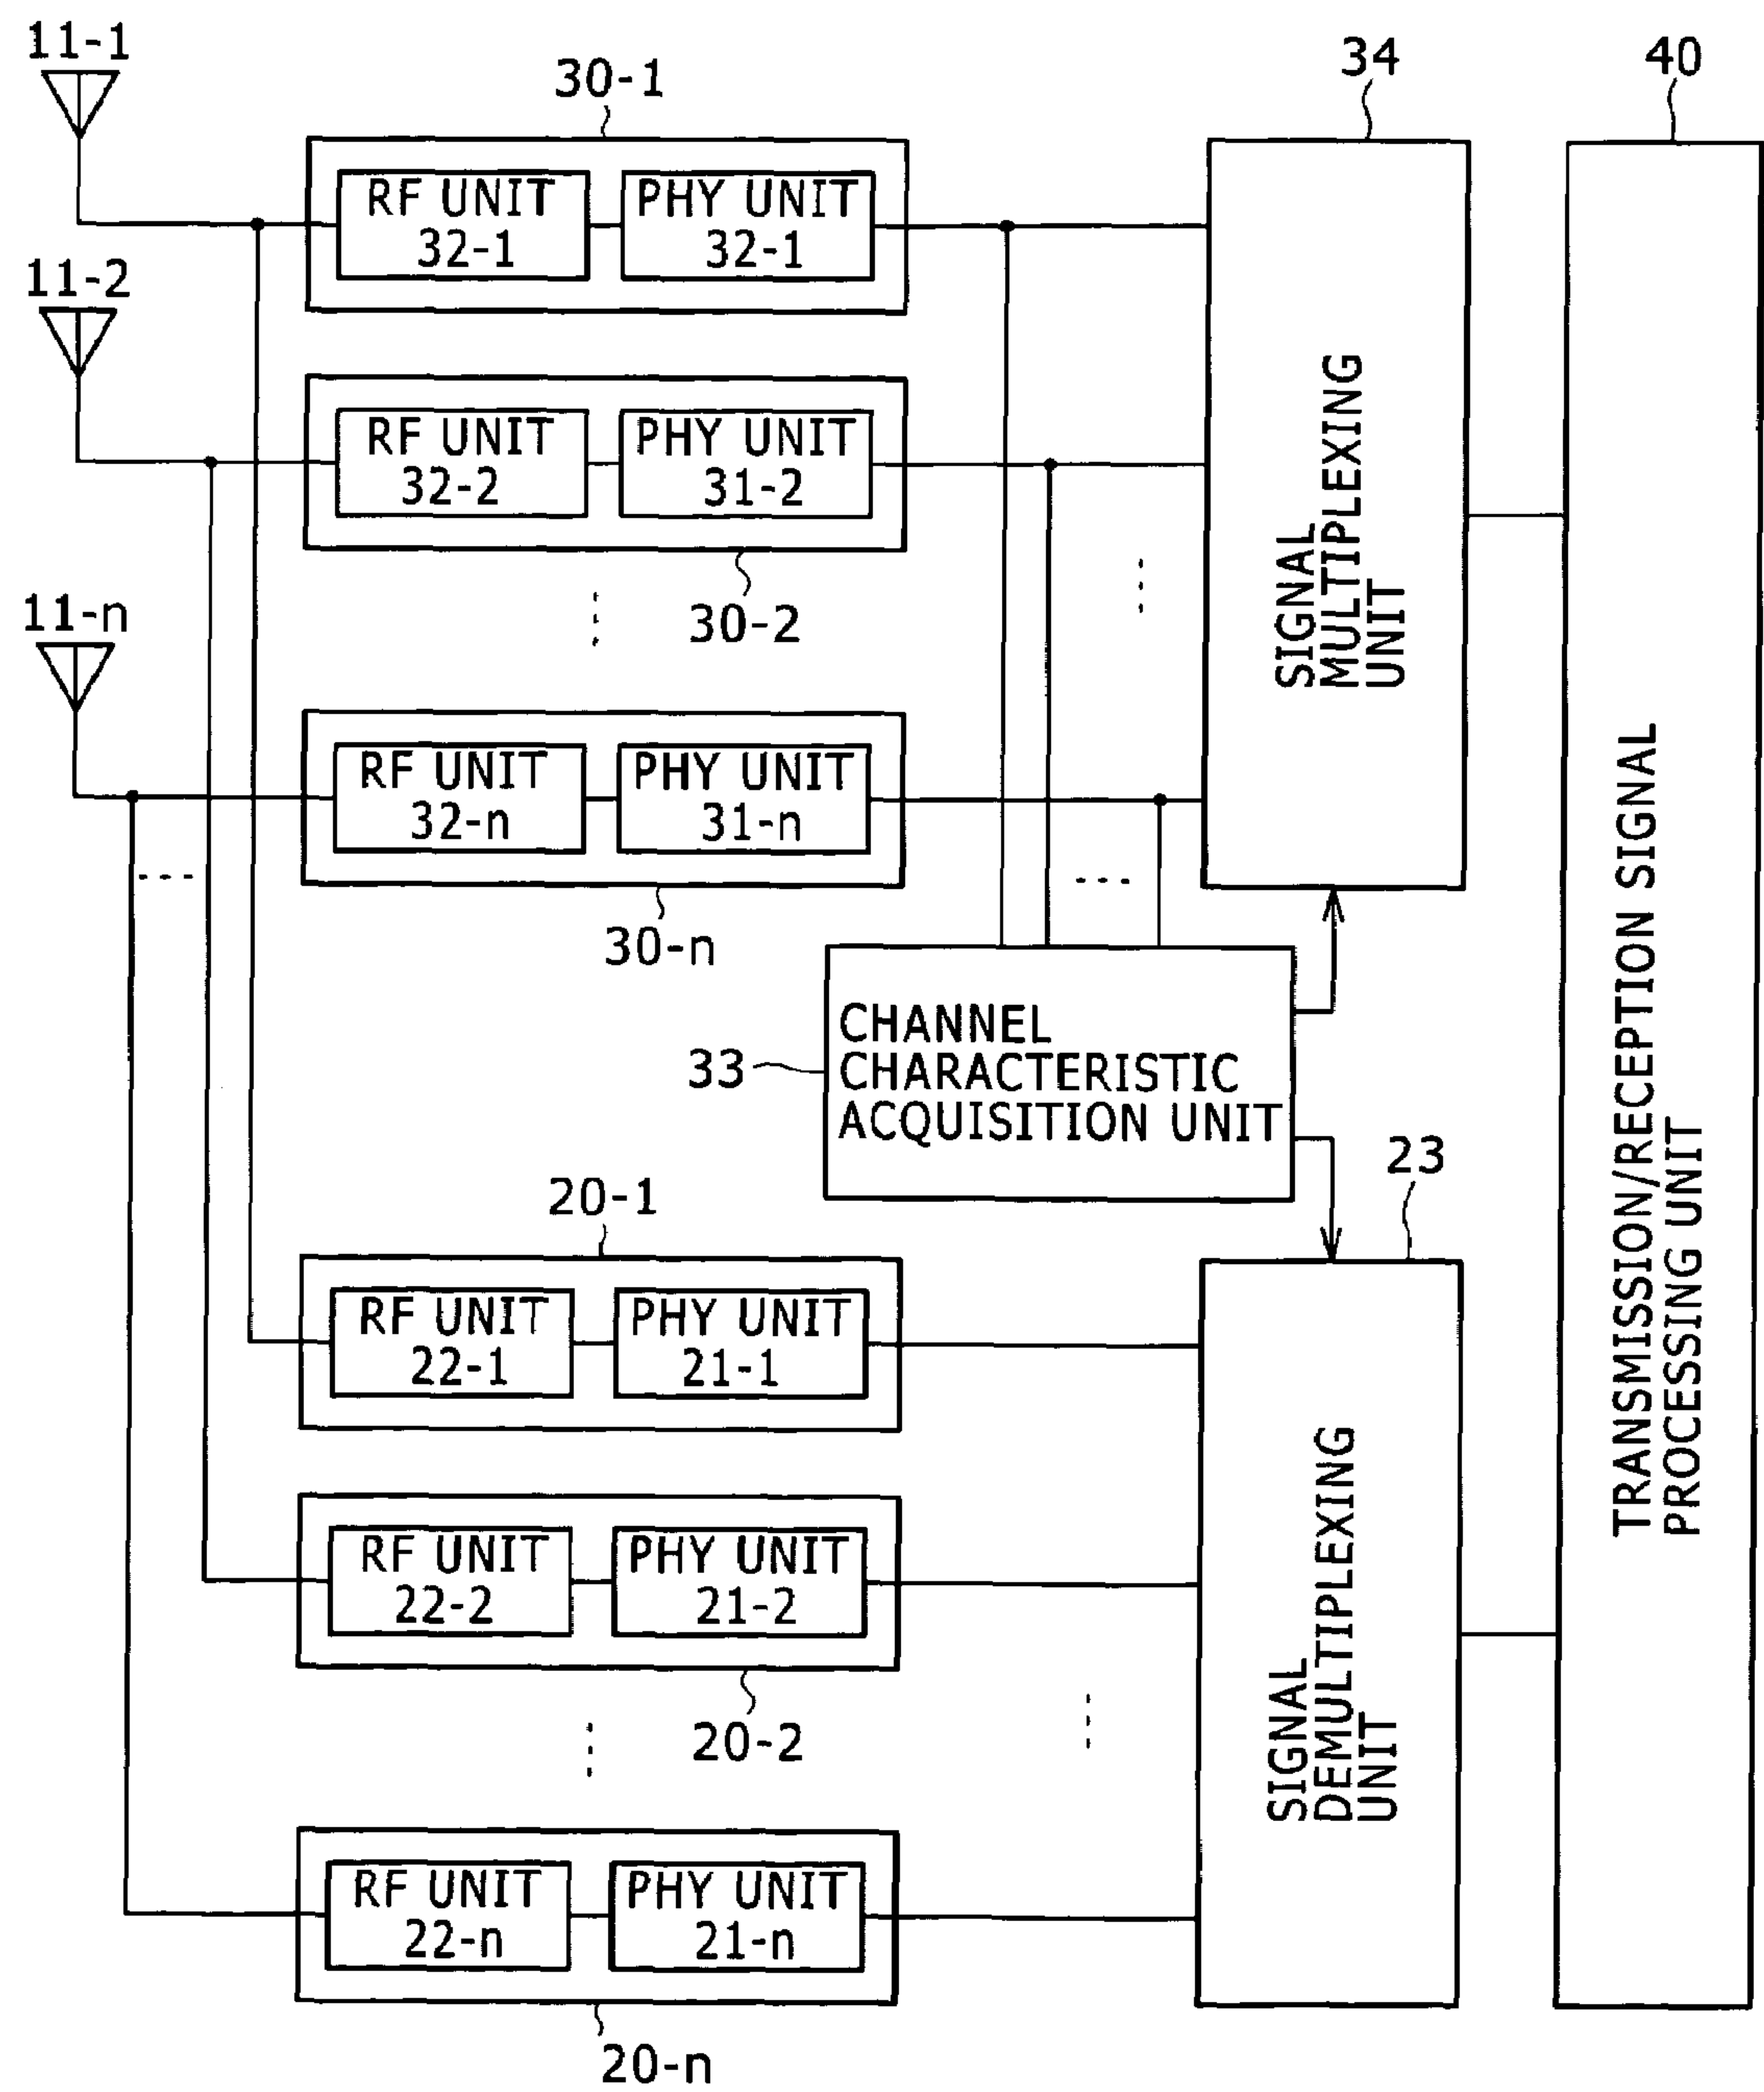 11-1
30-1
34
40
RF UNIT
32-1
PHY UNIT
32-1
11-2
RF UNIT
32-2
PHY UNIT
31-2
30-2
11-n
SIGNAL
MULTIPLEXING
UNIT
RF UNIT
32-n
PHY UNIT
31-n
30-n
33
CHANNEL
CHARACTERISTIC
ACQUISITION UNIT
TRANSMISSION/RECEPTION SIGNAL
PROCESSING UNIT
23
20-1
RF UNIT
22-1
PHY UNIT
21-1
RF UNIT
22-2
PHY UNIT
21-2
20-2
SIGNAL
DEMULTIPLEXING
UNIT
RF UNIT
22-n
PHY UNIT
21-n
20-n